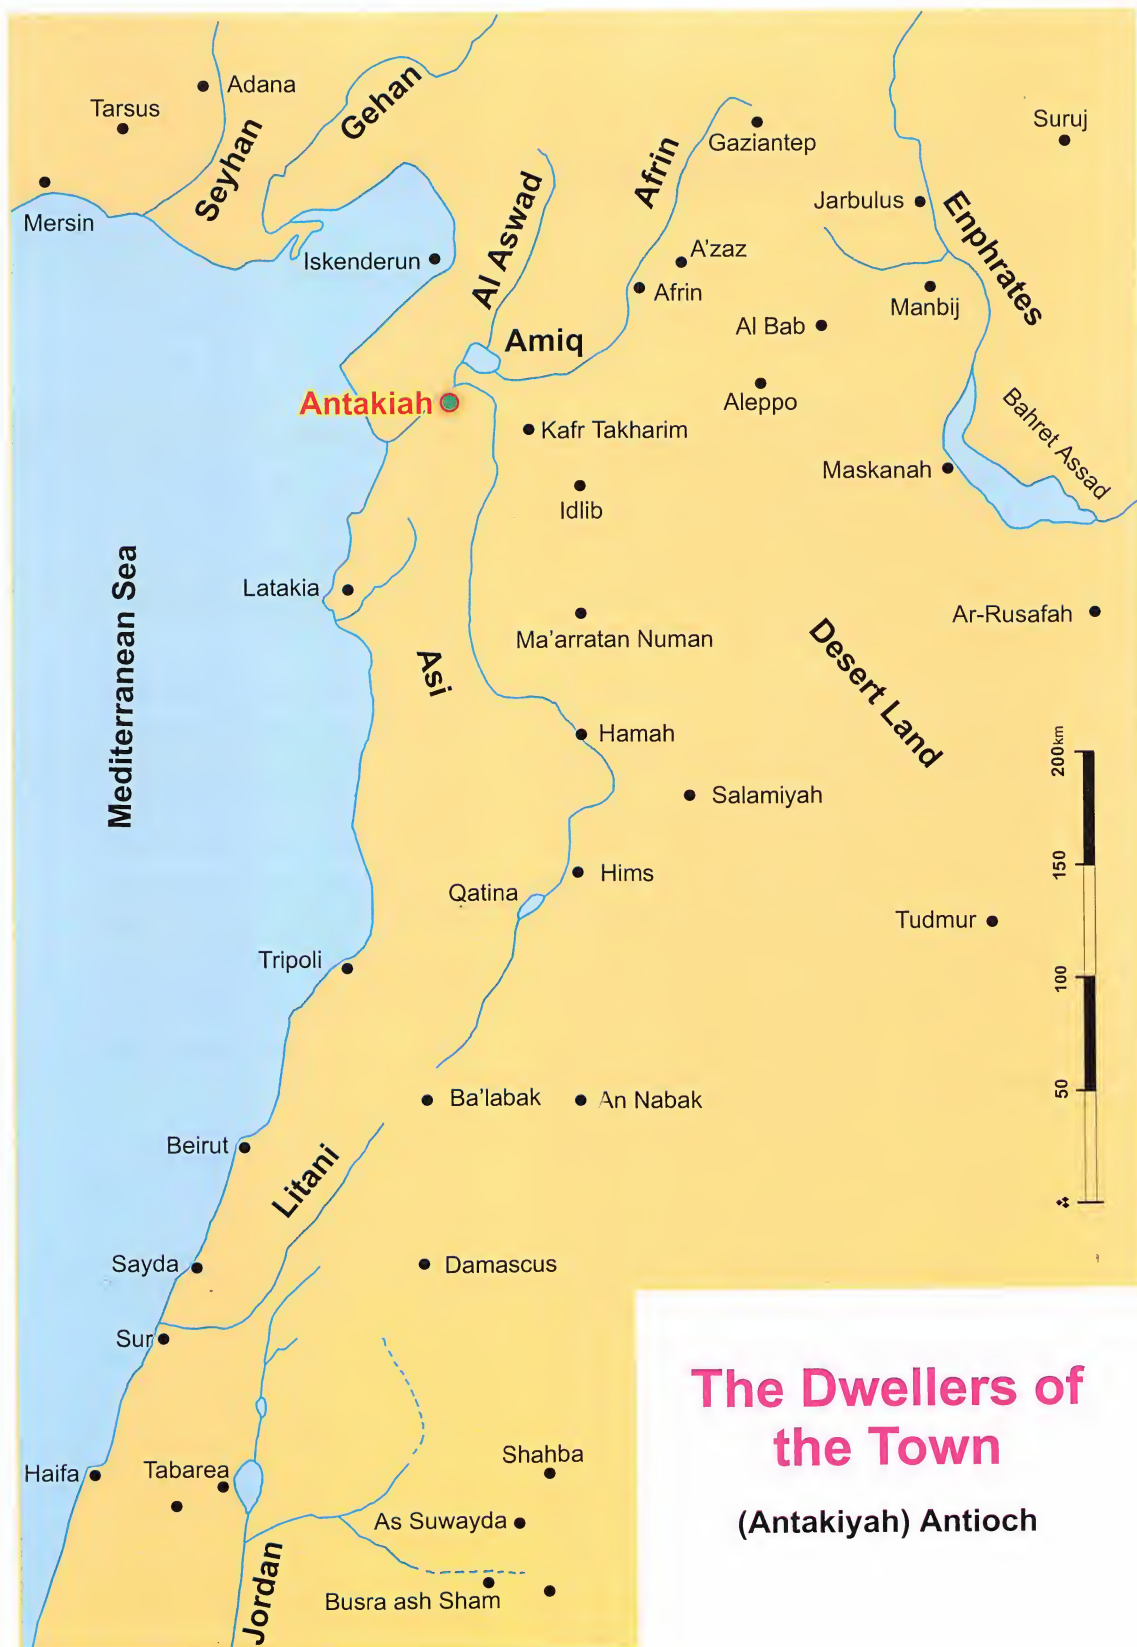 Adana
Tarsus
Gehan
Seyhan
Mersin
Iskenderun
Al Aswad
Afrin
Gaziantep
Suruj
Jarbulus
Enphrates
A'zaz
Afrin
Manbij
Al Bab
Amiq
Antakiah
Aleppo
Kafr Takharim
Bahret Assad
Maskanah
Idlib
Mediterranean Sea
Latakia
Ar-Rusafah
Ma'arratan Numan
Desert Land
Asi
Hamah
200km
Salamiyah
150
Hims
Qatina
Tudmur
Tripoli
100
50
Ba'labak
An Nabak
Beirut
Litani
Sayda
Damascus
Sur
The Dwellers of
the Town
(Antakiyah) Antioch
Shahba
Haifa
Tabarea
As Suwayda
Jordan
Busra ash Sham